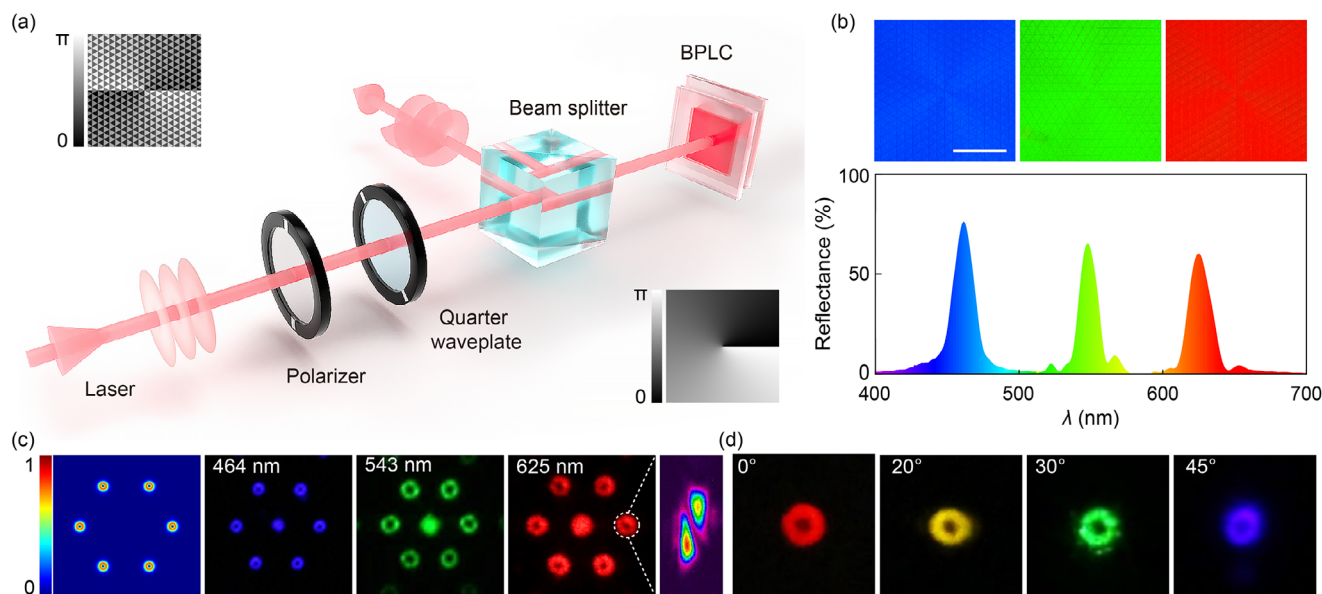 (a)
π
0
Laser
Polarizer
Quarter
waveplate
Beam splitter
BPLC
π
0
(b)
100
50
0
Reflectance (%)
400
500
600
700
λ (nm)
(c)
1
0
464 nm
543 nm
625 nm
(d)
0°
20°
30°
45°